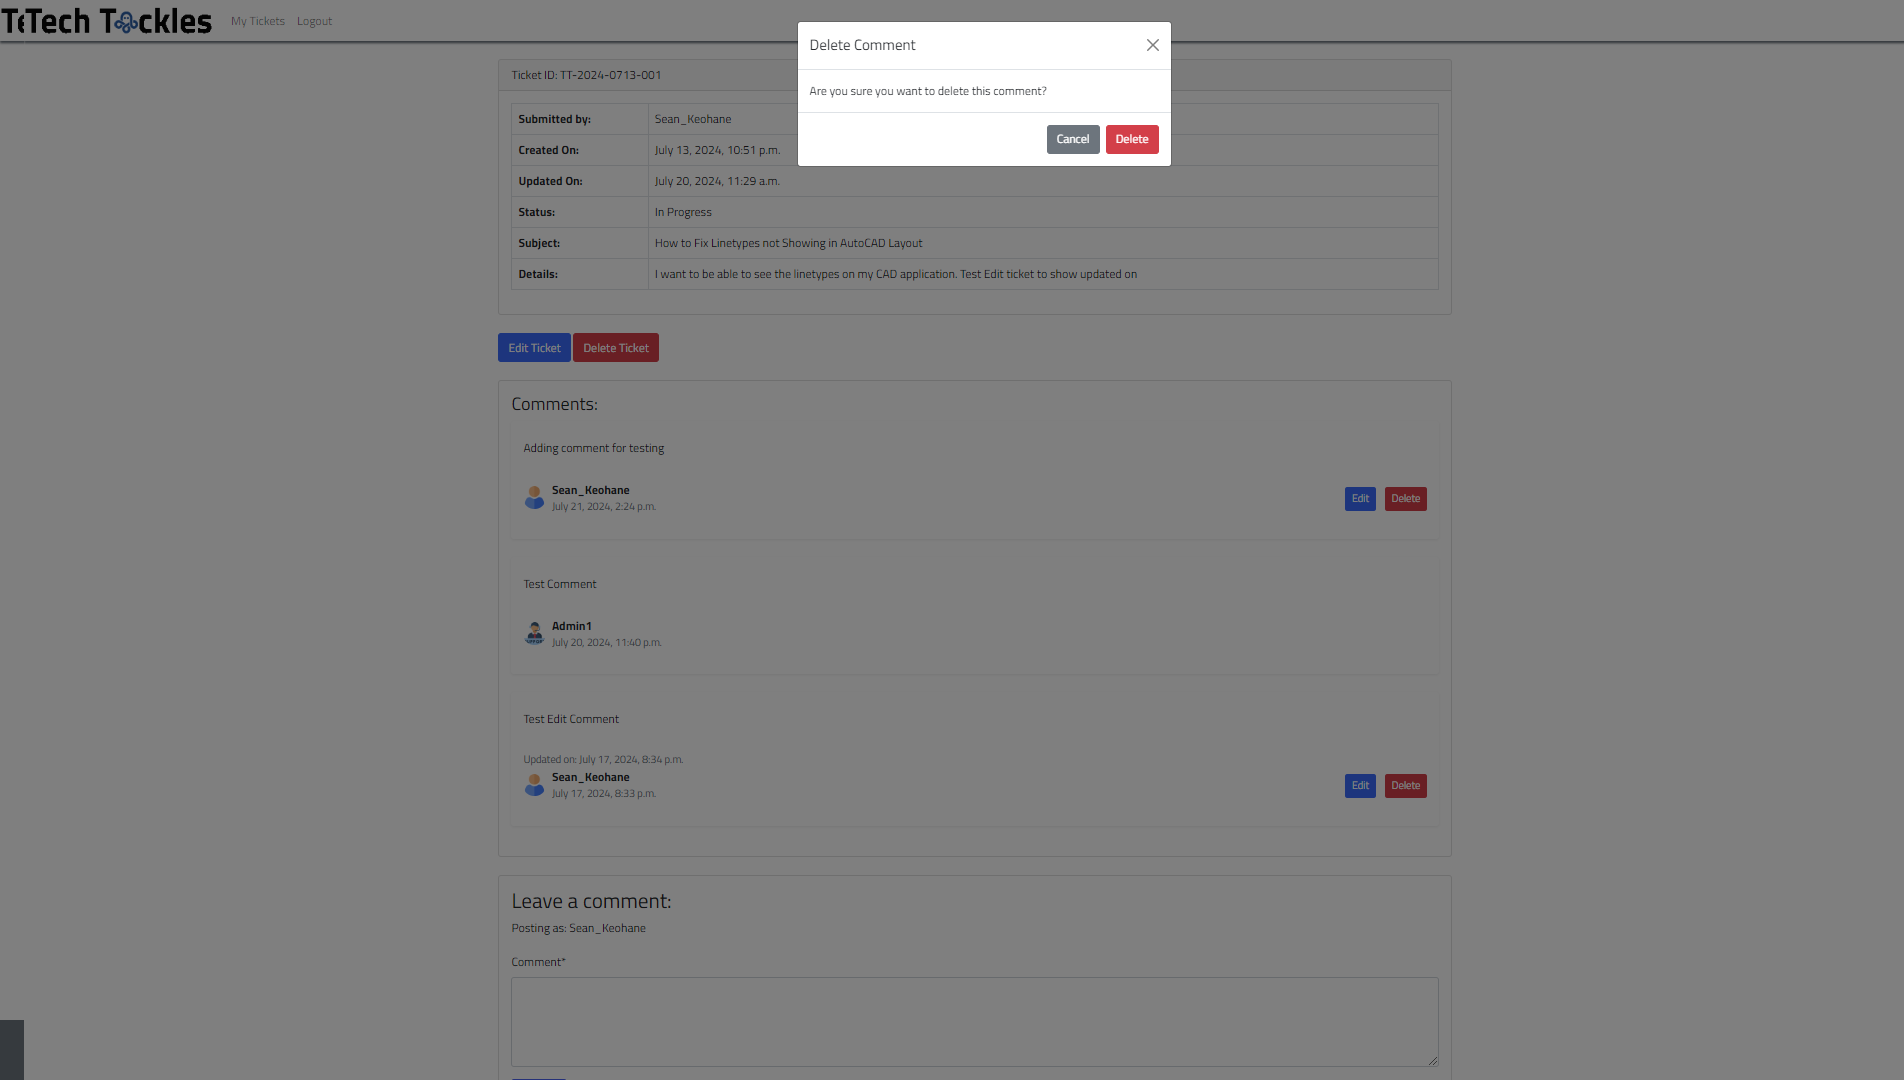 TeTech Tackles My Tickets Logout
Delete Comment
Are you sure you want to delete this comment?
Cancel Delete
Ticket ID: TT-2024-0713-001
Submitted by: Sean_Keohane
Created On: July 13, 2024, 10:51 p.m.
Updated On: July 20, 2024, 11:29 a.m.
Status: In Progress
Subject: How to Fix Linetypes not Showing in AutoCAD Layout
Details: I want to be able to see the linetypes on my CAD application. Test Edit ticket to show updated on
Edit Ticket Delete Ticket
Comments:
Adding comment for testing
Sean_Keohane
July 21, 2024, 2:24 p.m.
Edit Delete
Test Comment
Admin1
July 20, 2024, 11:40 p.m.
Test Edit Comment
Updated on: July 17, 2024, 8:34 p.m.
Sean_Keohane
July 17, 2024, 8:33 p.m.
Edit Delete
Leave a comment:
Posting as: Sean_Keohane
Comment*